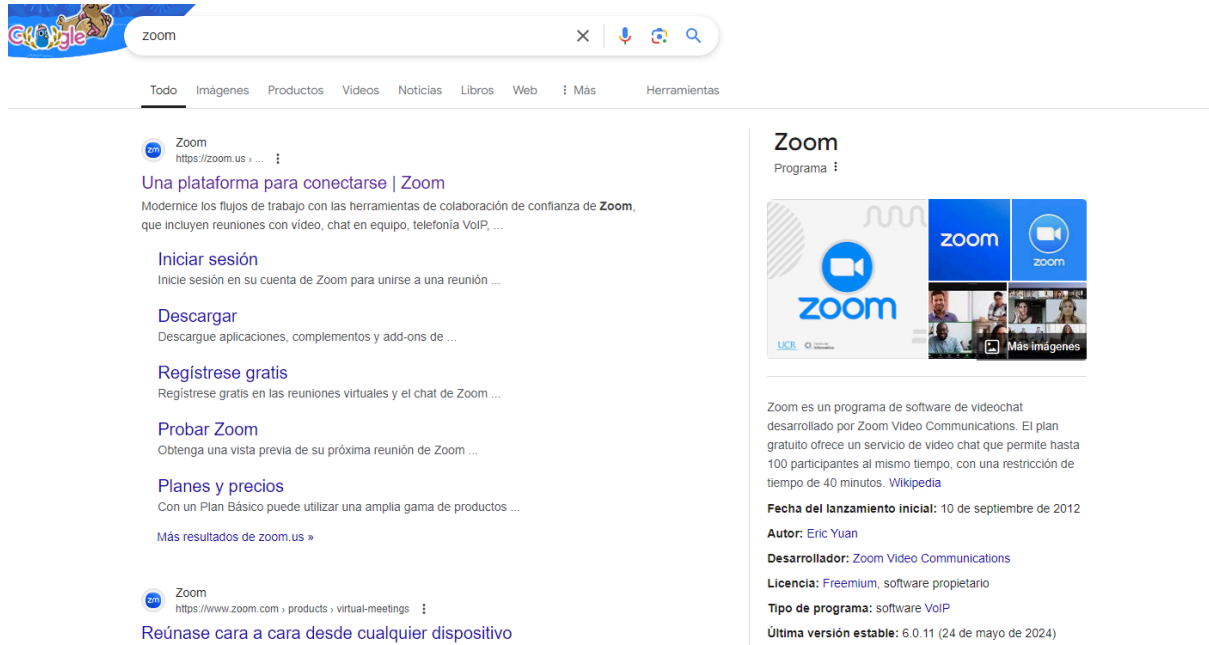 Google
zoom
Todo
Imágenes
Productos
Videos
Noticias
Libros
Web
Más
Herramientas
zm
Zoom
https://zoom.us › ...
Una plataforma para conectarse | Zoom
Modernice los flujos de trabajo con las herramientas de colaboración de confianza de Zoom,
que incluyen reuniones con vídeo, chat en equipo, telefonía VoIP, ...
Iniciar sesión
Inicie sesión en su cuenta de Zoom para unirse a una reunión ...
Descargar
Descargue aplicaciones, complementos y add-ons de ...
Regístrese gratis
Regístrese gratis en las reuniones virtuales y el chat de Zoom ...
Probar Zoom
Obtenga una vista previa de su próxima reunión de Zoom ...
Planes y precios
Con un Plan Básico puede utilizar una amplia gama de productos ...
Más resultados de zoom.us »
zm
Zoom
https://www.zoom.com › products › virtual-meetings
Reúnase cara a cara desde cualquier dispositivo
Zoom
Programa
zoom
UCR
zoom
zoom
Más imágenes
Zoom es un programa de software de videochat
desarrollado por Zoom Video Communications. El plan
gratuito ofrece un servicio de video chat que permite hasta
100 participantes al mismo tiempo, con una restricción de
tiempo de 40 minutos. Wikipedia
Fecha del lanzamiento inicial: 10 de septiembre de 2012
Autor: Eric Yuan
Desarrollador: Zoom Video Communications
Licencia: Freemium, software propietario
Tipo de programa: software VoIP
Última versión estable: 6.0.11 (24 de mayo de 2024)